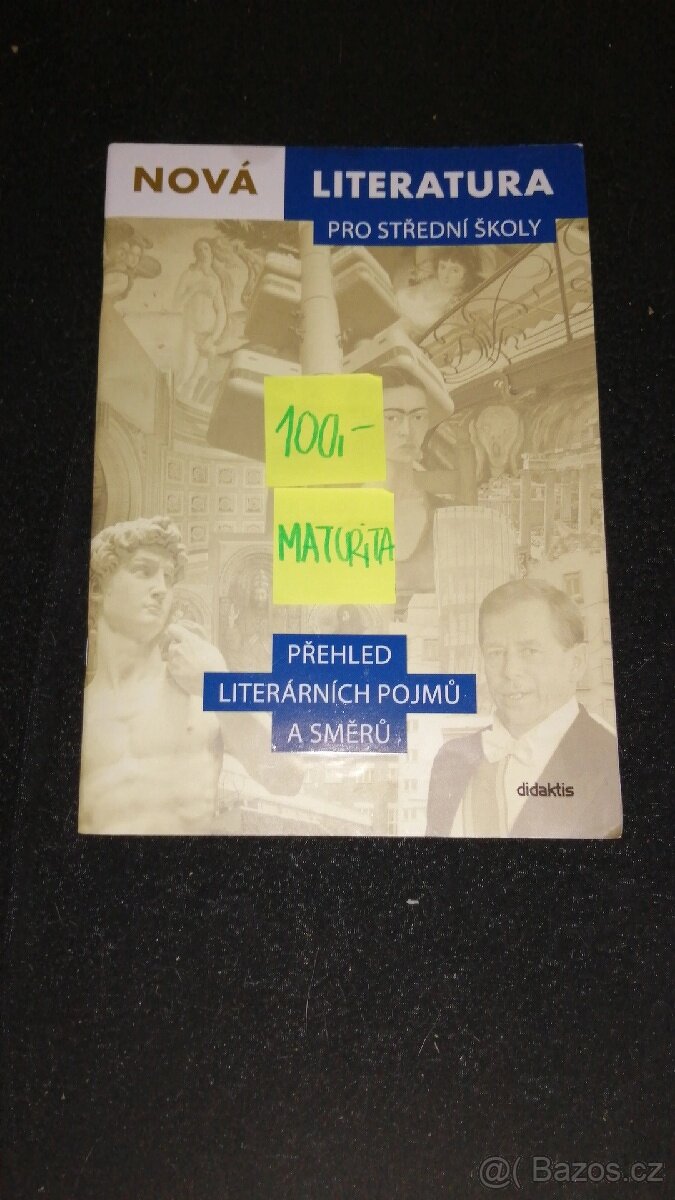 NOVÁ LITERATURA
PRO STŘEDNÍ ŠKOLY
100,-
MATURITA
PŘEHLED
LITERÁRNÍCH POJMŮ
A SMĚRŮ
didaktis
@( Bazos.cz